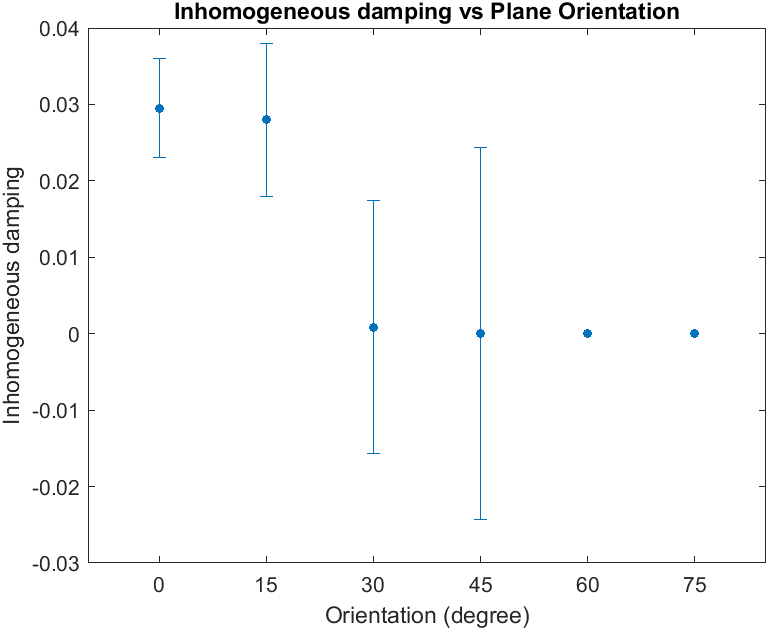 Inhomogeneous damping vs Plane Orientation
0.04
0.03
0.02
0.01
0
-0.01
-0.02
-0.03
Inhomogeneous damping
0 15 30 45 60 75
Orientation (degree)